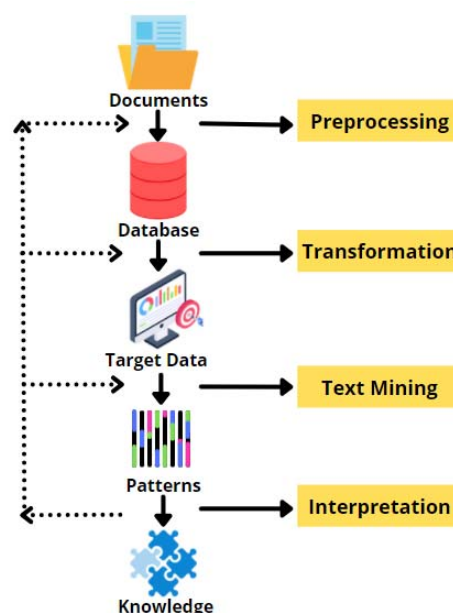 Documents
Preprocessing
Database
Transformation
Target Data
Text Mining
Patterns
Interpretation
Knowledge